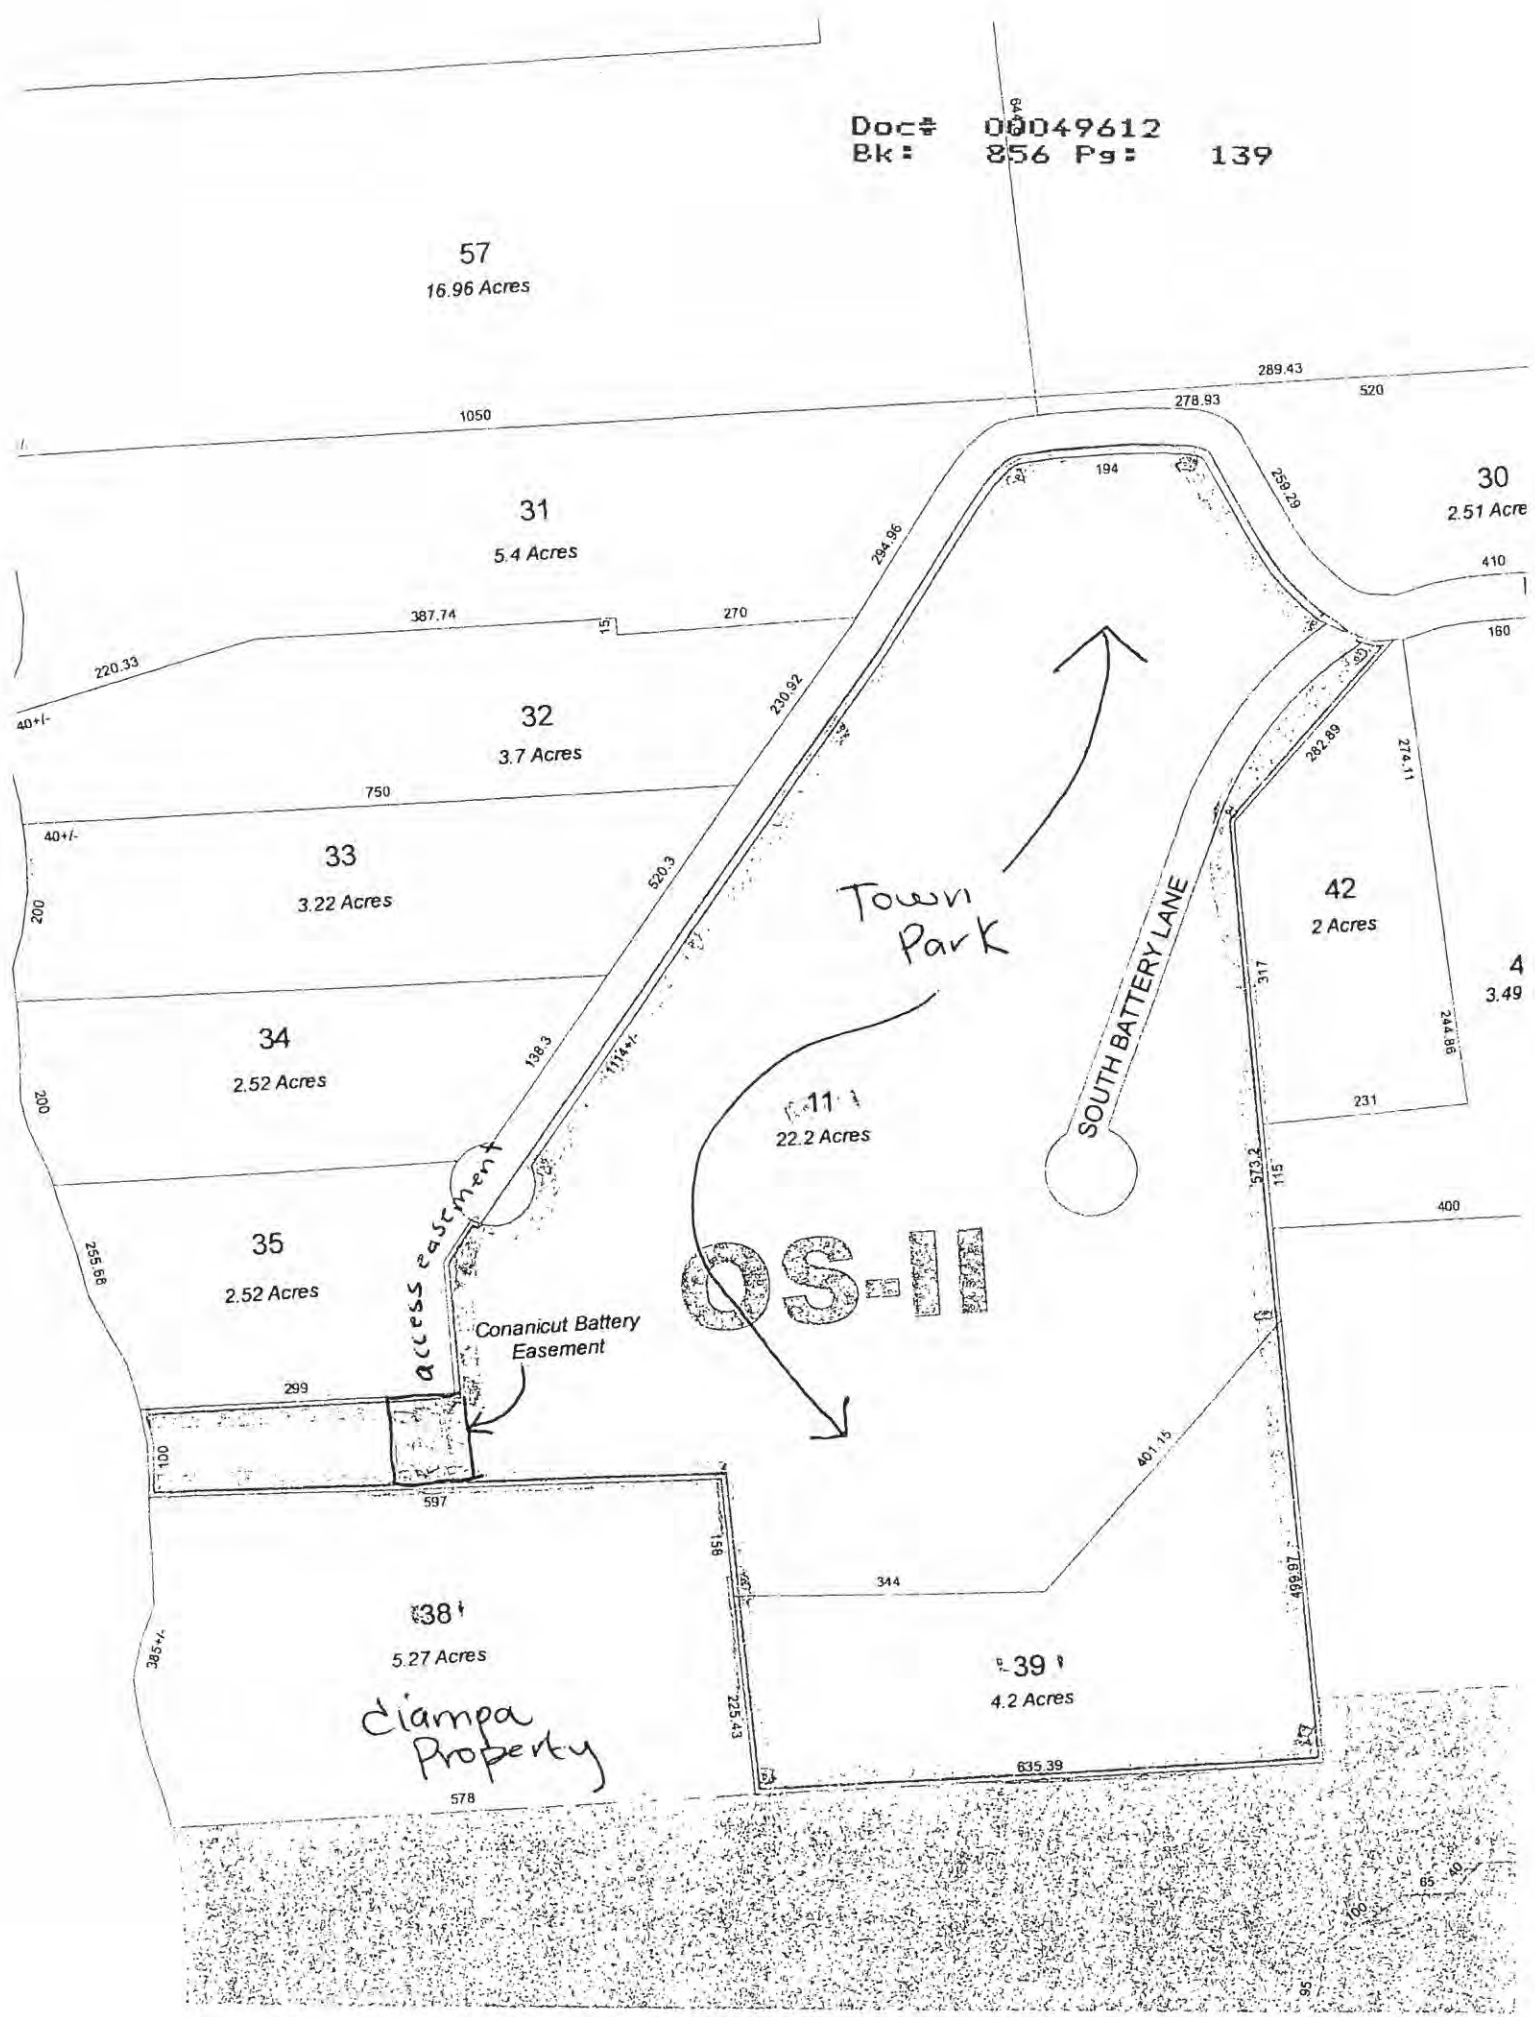 Doc# 00049612
Bk: 856 Pg: 139
57
16.96 Acres
289.43
520
1050
278.93
194
259.29
30
2.51 Acre
31
5.4 Acres
294.96
410
387.74
15
270
160
220.33
40+/-
230.92
32
3.7 Acres
282.89
274.11
750
40+/-
33
3.22 Acres
520.3
200
Town
Park
SOUTH BATTERY LANE
42
2 Acres
317
4
3.49
34
2.52 Acres
138.3
1114+/-
244.86
200
11
22.2 Acres
231
573.2
115
400
access easement
35
2.52 Acres
255.68
OS-II
Conanicut Battery
Easement
299
100
597
401.15
158
344
499.67
38
5.27 Acres
385+/-
39
4.2 Acres
Ciampa
Property
225.43
635.39
578
40
65
100
95